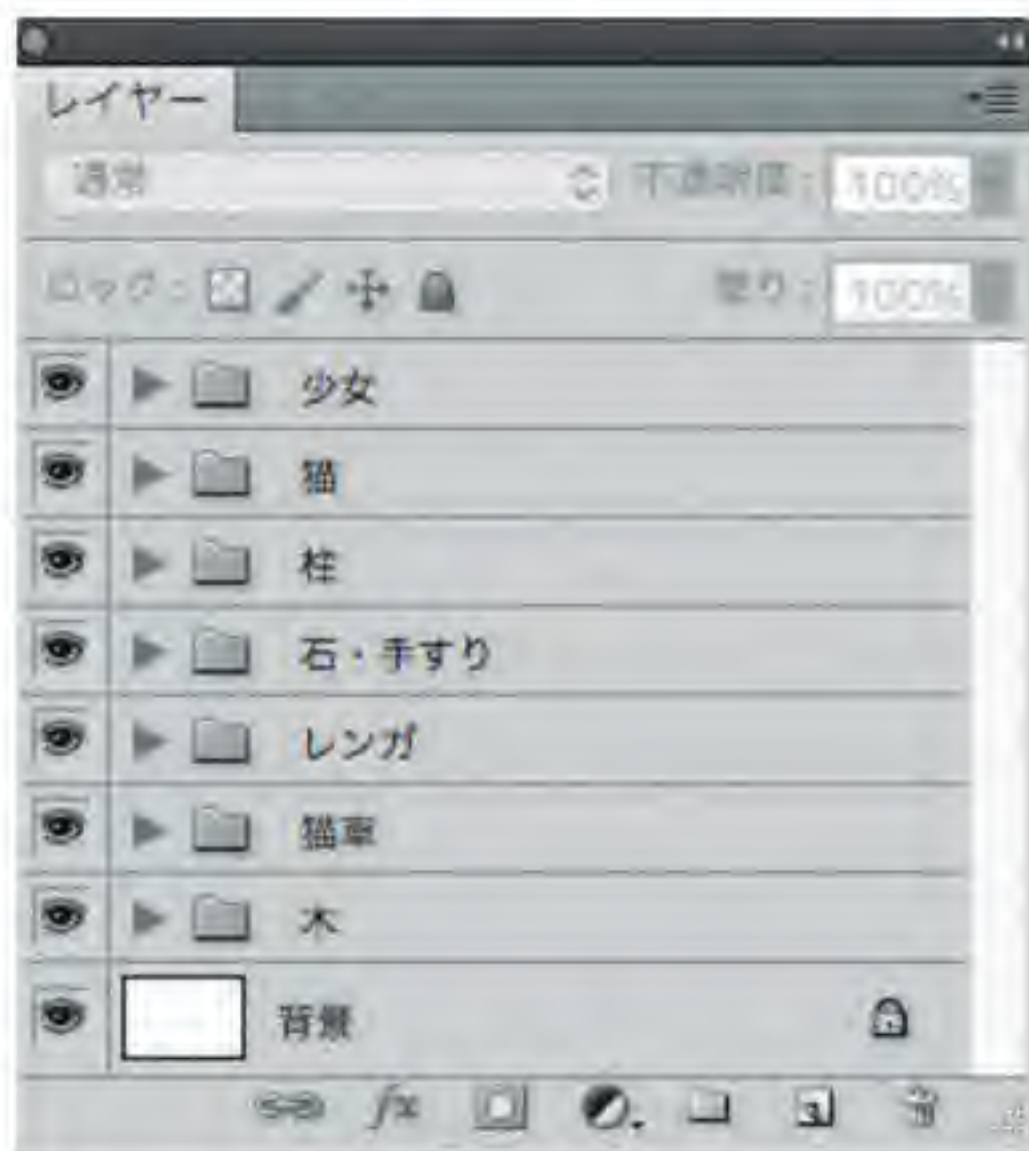 レイヤー
通常 不透明度: 100%
ロック: 塗り: 100%
少女
猫
柱
石・手すり
レンガ
猫車
木
背景
fx